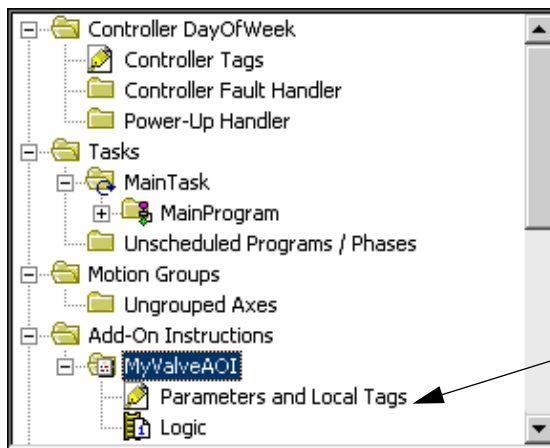 Controller DayOfWeek
Controller Tags
Controller Fault Handler
Power-Up Handler
Tasks
MainTask
MainProgram
Unscheduled Programs / Phases
Motion Groups
Ungrouped Axes
Add-On Instructions
MyValveAOI
Parameters and Local Tags
Logic